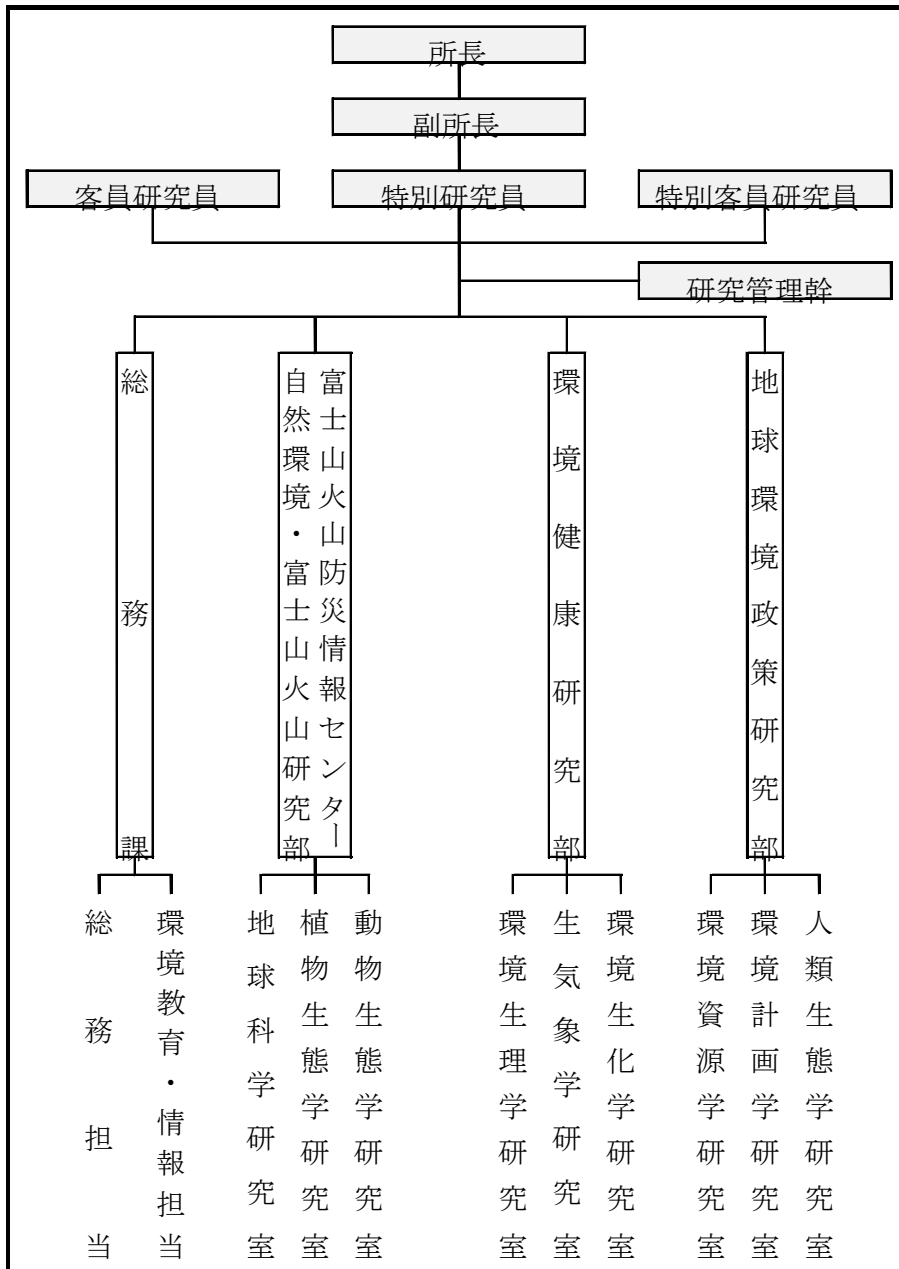 所長
副所長
客員研究員
特別研究員
特別客員研究員
研究管理幹
総務課
富士山火山防災情報センター
自然環境・富士山火山研究部
環境健康研究部
地球環境政策研究部
総務担当
環境教育・情報担当
地球科学研究室
植物生態学研究室
動物生態学研究室
環境生理学研究室
生気象学研究室
環境生化学研究室
環境資源学研究室
環境計画学研究室
人類生態学研究室